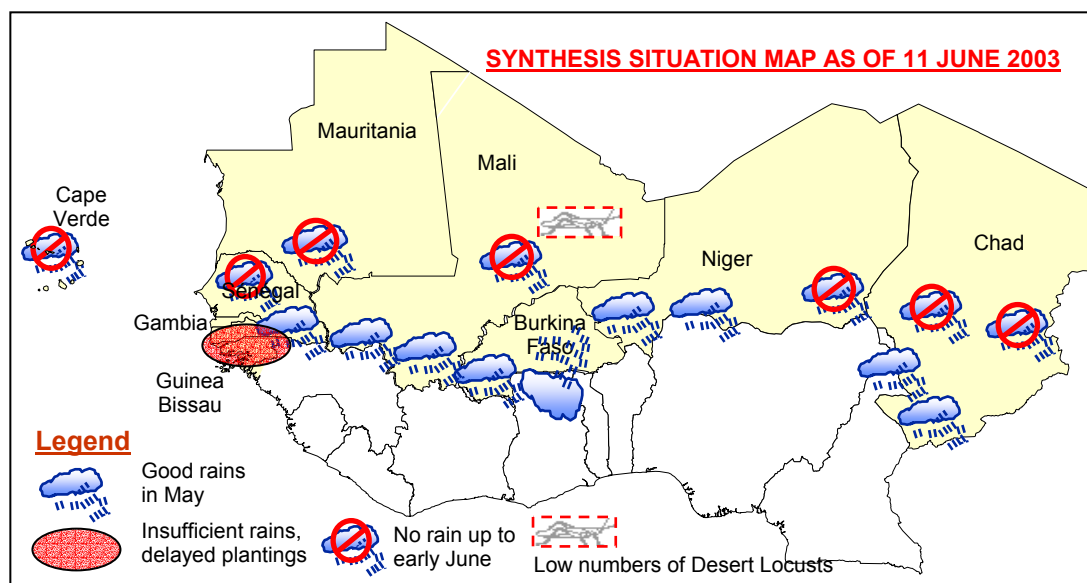 SYNTHESIS SITUATION MAP AS OF 11 JUNE 2003
Mauritania
Mali
Cape
Verde
Niger
Chad
Senegal
Gambia
Burkina
Faso
Guinea
Bissau
Legend
Good rains
in May
Insufficient rains,
delayed plantings
No rain up to
early June
Low numbers of Desert Locusts